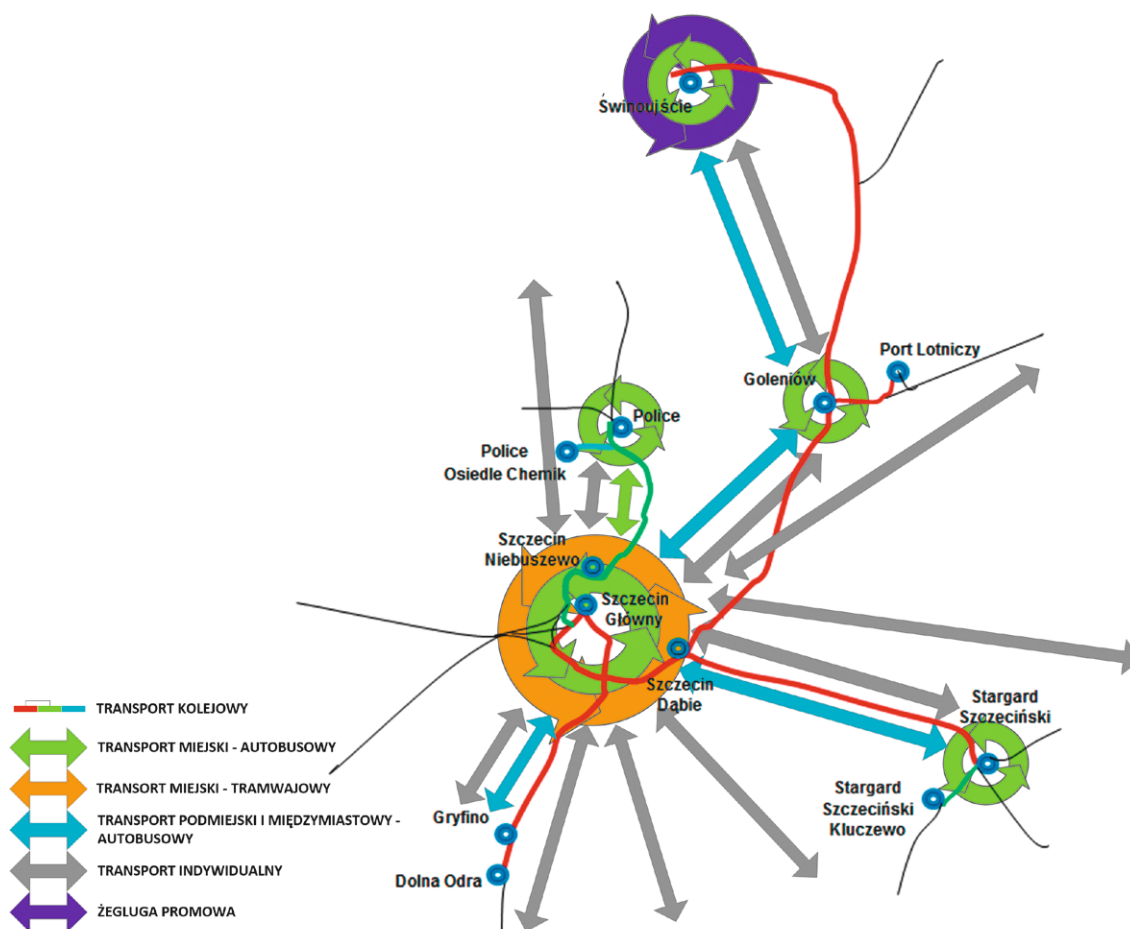 Świnoujście
Port Lotniczy
Goleniów
Police
Police
Osiedle Chemik
Szczecin
Niebuszewo
Szczecin
Główny
Szczecin
Dąbie
Stargard
Szczeciński
Stargard
Szczeciński
Kluczewo
Gryfino
Dolna Odra
TRANSPORT KOLEJOWY
TRANSPORT MIEJSKI - AUTOBUSOWY
TRANSORT MIEJSKI - TRAMWAJOWY
TRANSPORT PODMIEJSKI I MIĘDZYMIASTOWY -
AUTOBUSOWY
TRANSPORT INDYWIDUALNY
ŻEGLUGA PROMOWA